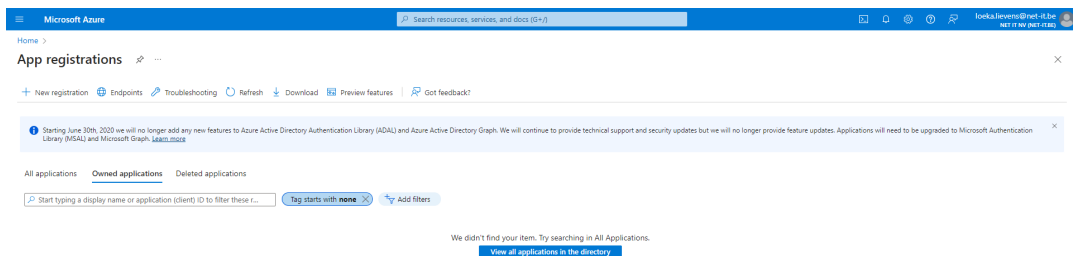 Microsoft Azure
Search resources, services, and docs (G+/)
loeka.lievens@net-it.be
NET IT NV (NET-IT.BE)
Home >
App registrations
New registration Endpoints Troubleshooting Refresh Download Preview features Got feedback?
Starting June 30th, 2020 we will no longer add any new features to Azure Active Directory Authentication Library (ADAL) and Azure Active Directory Graph. We will continue to provide technical support and security updates but we will no longer provide feature updates. Applications will need to be upgraded to Microsoft Authentication
Library (MSAL) and Microsoft Graph. Learn more
All applications Owned applications Deleted applications
Start typing a display name or application (client) ID to filter these r... Tag starts with none Add filters
We didn't find your item. Try searching in All Applications.
View all applications in the directory